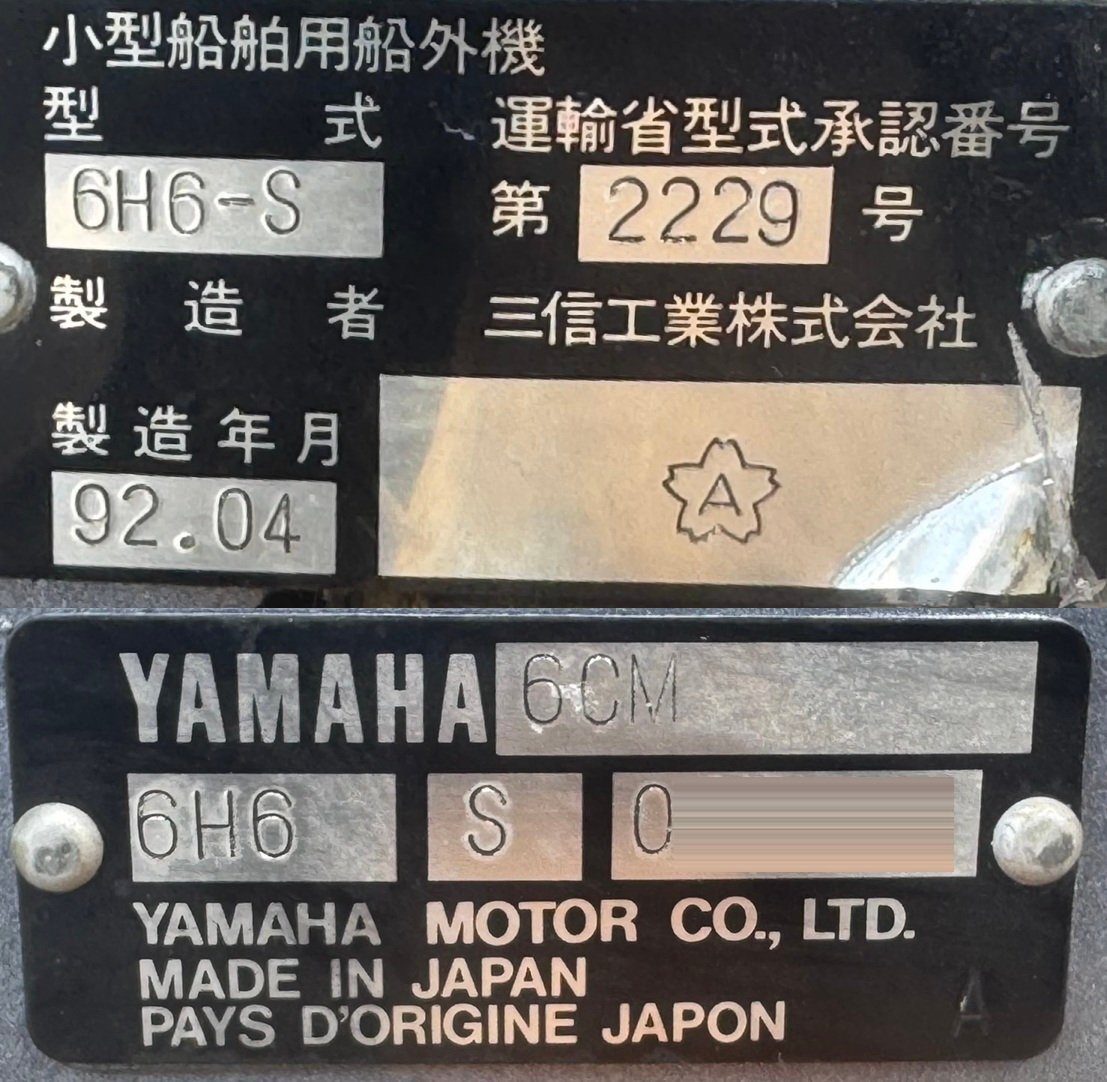 小型船舶用船外機
型式 運輸省型式承認番号
6H6-S 第 2229 号
製造者 三信工業株式会社
製造年月
92.04 A
YAMAHA 6CM
6H6 S 0
YAMAHA MOTOR CO., LTD.
MADE IN JAPAN
PAYS D'ORIGINE JAPON A